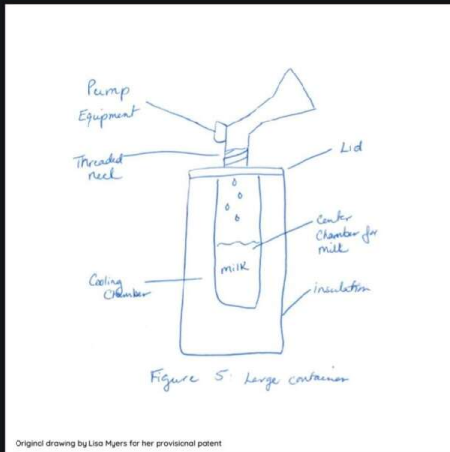 Pump
Equipment
Threaded
neck
Lid
Center
Chamber for
milk
milk
Cooling
Chamber
insulation
Figure 5: Large container
Original drawing by Lisa Myers for her provisional patent